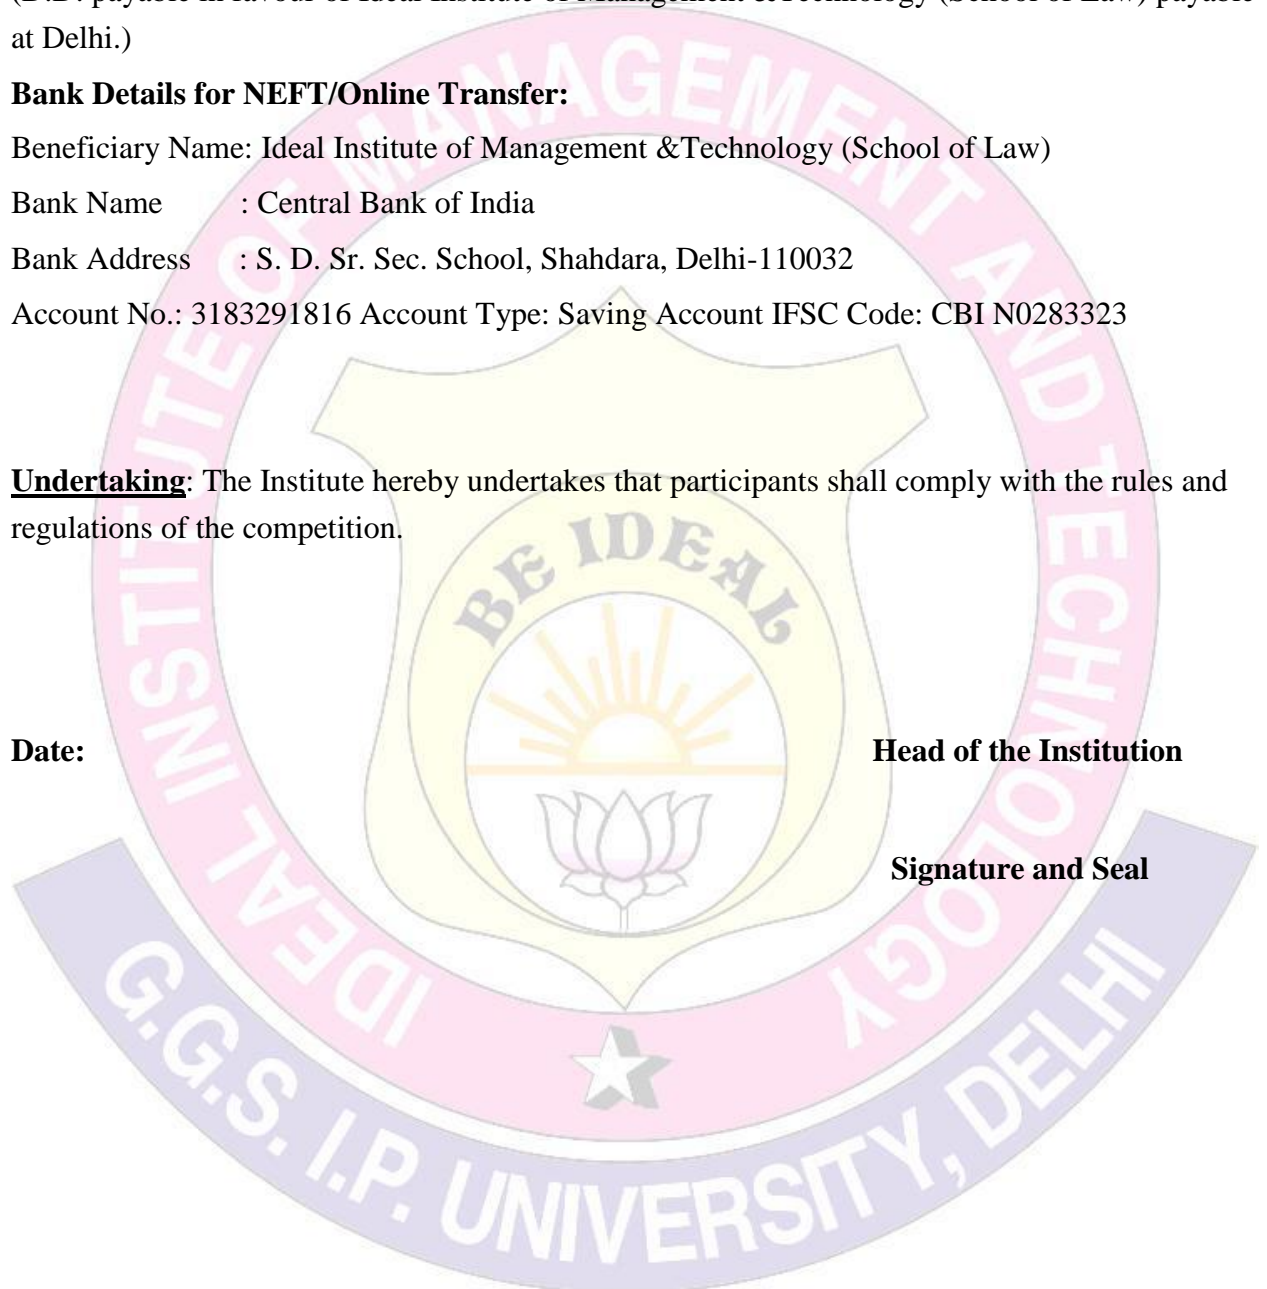 (D.D. payable in favour of Ideal Institute of Management &Technology (School of Law) payable
at Delhi.)
Bank Details for NEFT/Online Transfer:
Beneficiary Name: Ideal Institute of Management &Technology (School of Law)
Bank Name : Central Bank of India
Bank Address : S. D. Sr. Sec. School, Shahdara, Delhi-110032
Account No.: 3183291816 Account Type: Saving Account IFSC Code: CBI N0283323
Undertaking: The Institute hereby undertakes that participants shall comply with the rules and
regulations of the competition.
Date: Head of the Institution
Signature and Seal
IDEAL INSTITUTE OF MANAGEMENT AND TECHNOLOGY
BE IDEAL
G.G.S. I.P. UNIVERSITY, DELHI